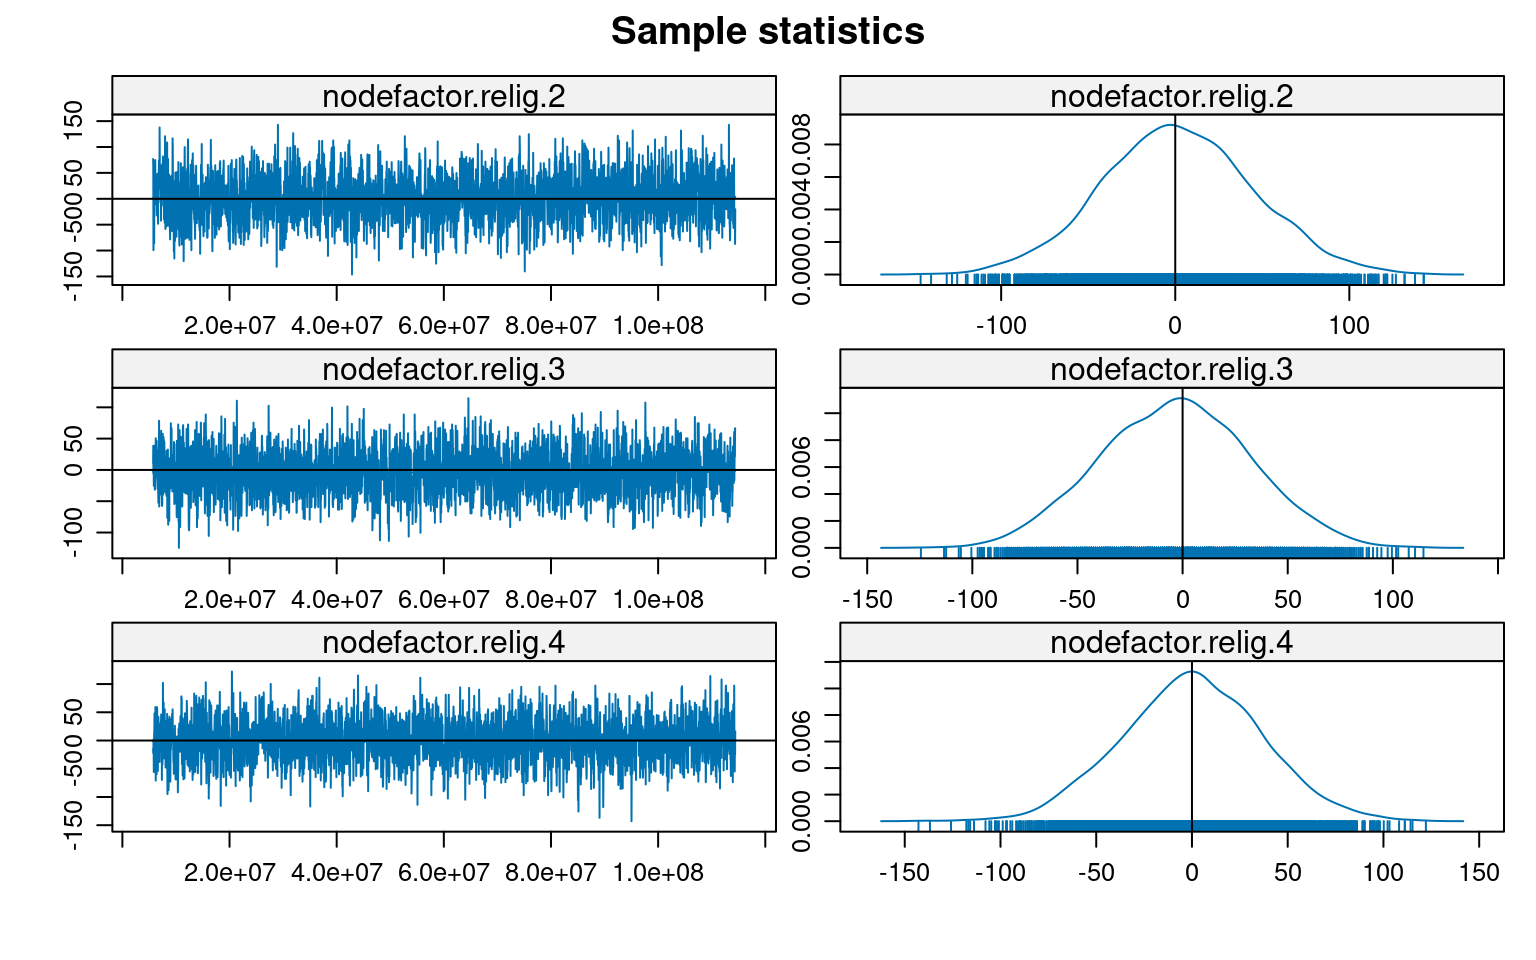 Sample statistics
nodefactor.relig.2
-150 -50 0 50 150
2.0e+07 4.0e+07 6.0e+07 8.0e+07 1.0e+08
nodefactor.relig.2
0.000 0.004 0.008
-100 0 100
nodefactor.relig.3
-100 0 50
2.0e+07 4.0e+07 6.0e+07 8.0e+07 1.0e+08
nodefactor.relig.3
0.000 0.006
-150 -100 -50 0 50 100
nodefactor.relig.4
-150 -50 0 50
2.0e+07 4.0e+07 6.0e+07 8.0e+07 1.0e+08
nodefactor.relig.4
0.000 0.006
-150 -100 -50 0 50 100 150